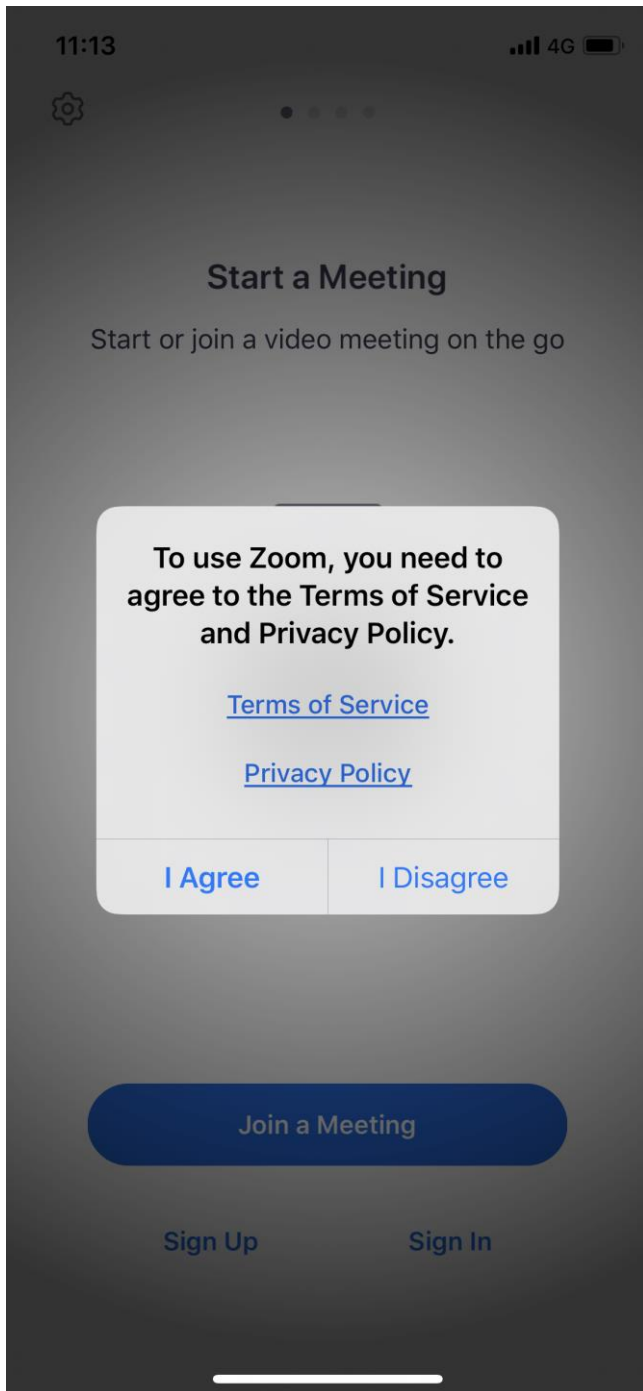 11:13
4G
Start a Meeting
Start or join a video meeting on the go
To use Zoom, you need to
agree to the Terms of Service
and Privacy Policy.
Terms of Service
Privacy Policy
I Agree
I Disagree
Join a Meeting
Sign Up
Sign In